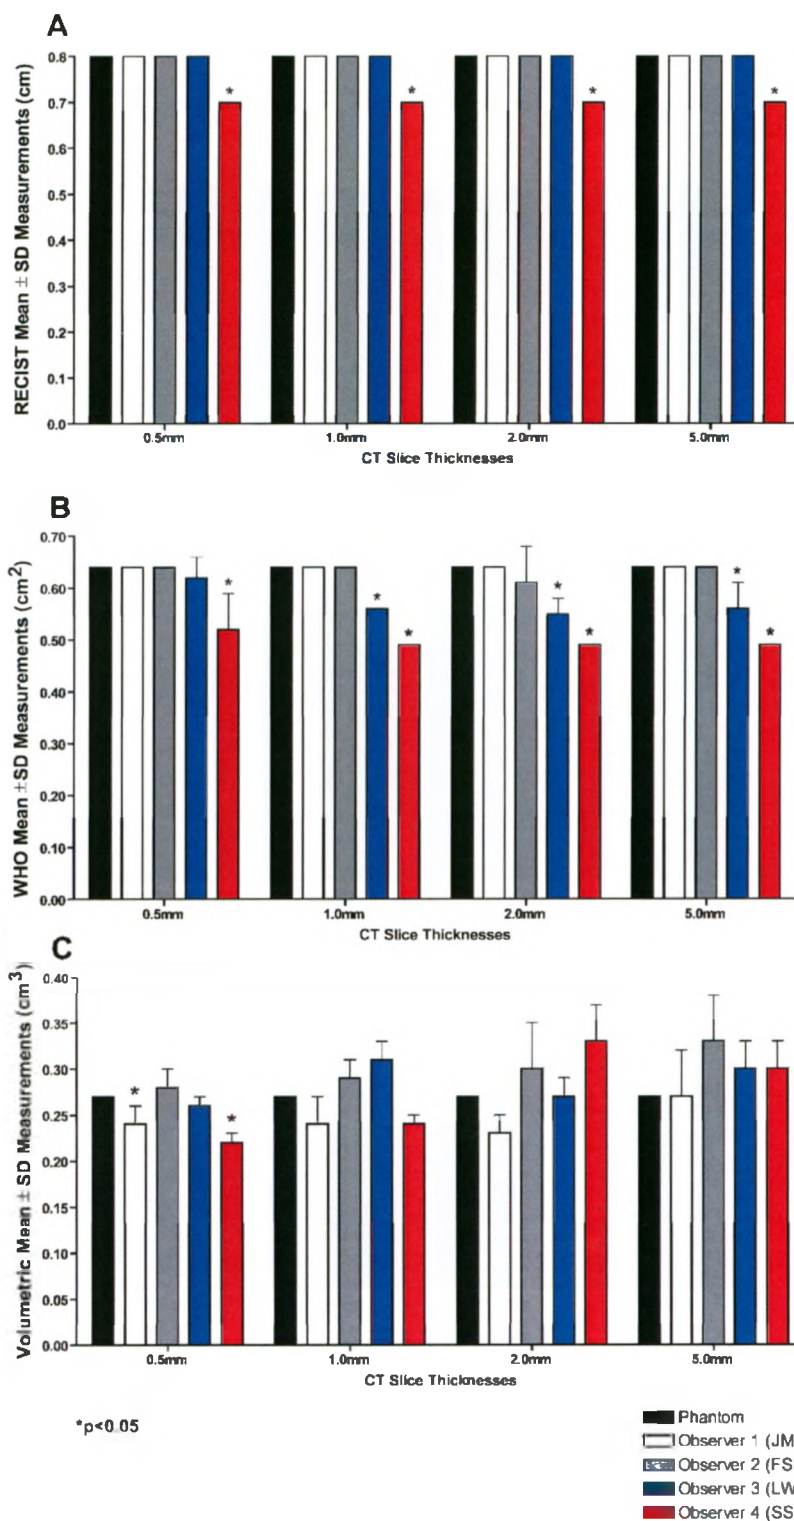 A
RECIST Mean ± SD Measurements (cm)
0.8
0.7
0.6
0.5
0.4
0.3
0.2
0.1
0.0
* * * *
0.5mm 1.0mm 2.0mm 5.0mm
CT Slice Thicknesses
B
WHO Mean ±SD Measurements (cm²)
0.70
0.60
0.50
0.40
0.30
0.20
0.10
0.00
* * * * * * *
0.5mm 1.0mm 2.0mm 5.0mm
CT Slice Thicknesses
C
Volumetric Mean ± SD Measurements (cm³)
0.40
0.35
0.30
0.25
0.20
0.15
0.10
0.05
0.00
* *
0.5mm 1.0mm 2.0mm 5.0mm
CT Slice Thicknesses
*p<0.05
Phantom
Observer 1 (JM
Observer 2 (FS
Observer 3 (LW
Observer 4 (SS